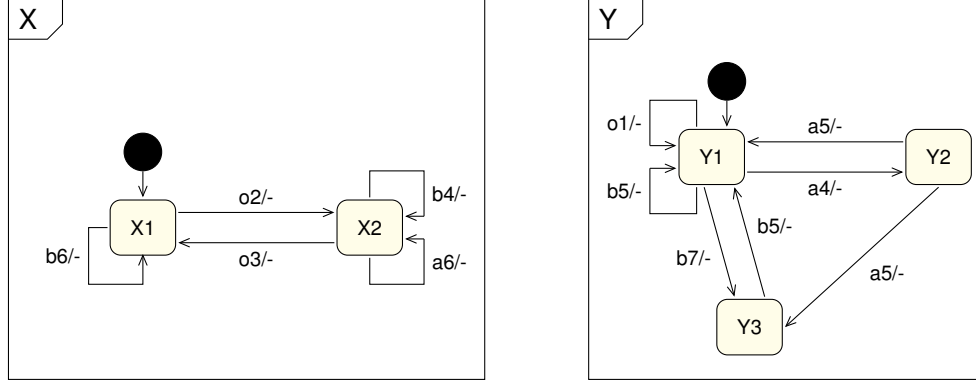 X
Y
o1/-
a5/-
Y1
Y2
b5/-
a4/-
o2/-
b4/-
X1
X2
b6/-
o3/-
a6/-
b5/-
b7/-
a5/-
Y3